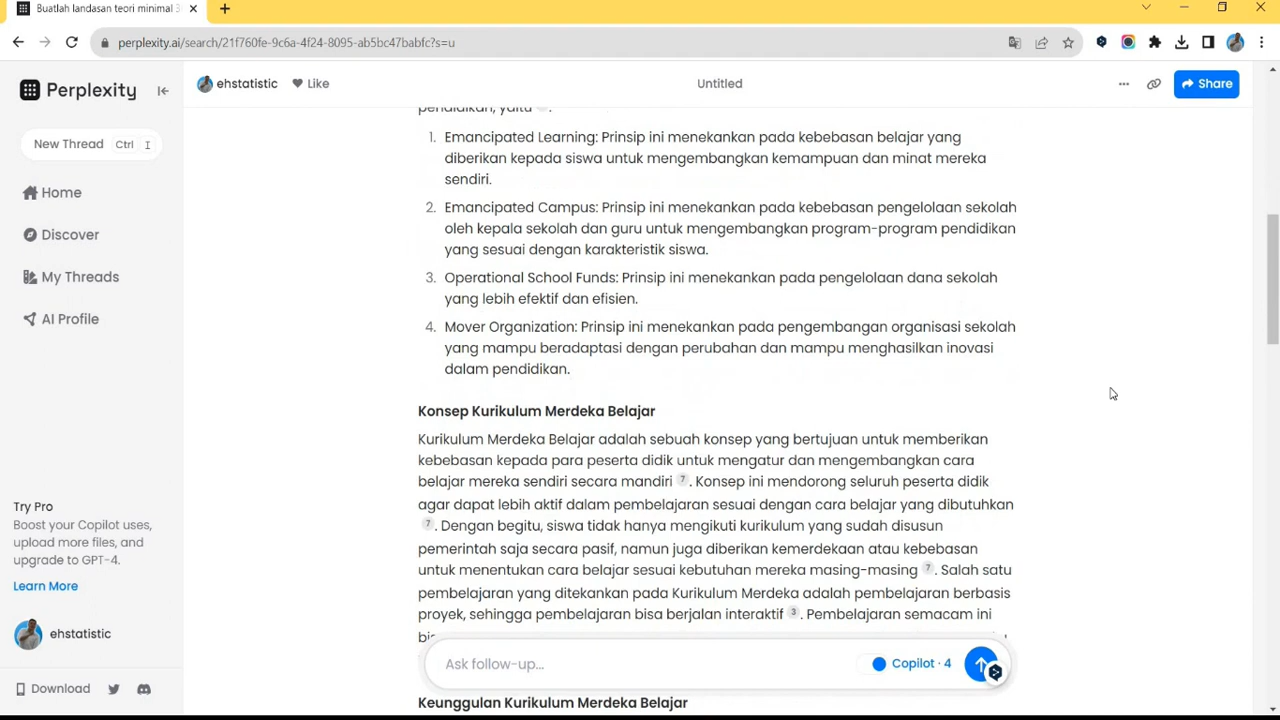 Buatlah landasan teori minimal 3
perplexity.ai/search/21f760fe-9c6a-4f24-8095-ab5bc47babfc?s=u
Perplexity
New Thread Ctrl I
Home
Discover
My Threads
AI Profile
Try Pro
Boost your Copilot uses,
upload more files, and
upgrade to GPT-4.
Learn More
ehstatistic
Download
ehstatistic Like
Untitled
Share
pendidikan, yaitu
1. Emancipated Learning: Prinsip ini menekankan pada kebebasan belajar yang
diberikan kepada siswa untuk mengembangkan kemampuan dan minat mereka
sendiri.
2. Emancipated Campus: Prinsip ini menekankan pada kebebasan pengelolaan sekolah
oleh kepala sekolah dan guru untuk mengembangkan program-program pendidikan
yang sesuai dengan karakteristik siswa.
3. Operational School Funds: Prinsip ini menekankan pada pengelolaan dana sekolah
yang lebih efektif dan efisien.
4. Mover Organization: Prinsip ini menekankan pada pengembangan organisasi sekolah
yang mampu beradaptasi dengan perubahan dan mampu menghasilkan inovasi
dalam pendidikan.
Konsep Kurikulum Merdeka Belajar
Kurikulum Merdeka Belajar adalah sebuah konsep yang bertujuan untuk memberikan
kebebasan kepada para peserta didik untuk mengatur dan mengembangkan cara
belajar mereka sendiri secara mandiri 7. Konsep ini mendorong seluruh peserta didik
agar dapat lebih aktif dalam pembelajaran sesuai dengan cara belajar yang dibutuhkan
7. Dengan begitu, siswa tidak hanya mengikuti kurikulum yang sudah disusun
pemerintah saja secara pasif, namun juga diberikan kemerdekaan atau kebebasan
untuk menentukan cara belajar sesuai kebutuhan mereka masing-masing 7. Salah satu
pembelajaran yang ditekankan pada Kurikulum Merdeka adalah pembelajaran berbasis
proyek, sehingga pembelajaran bisa berjalan interaktif 3. Pembelajaran semacam ini
Ask follow-up...
Copilot · 4
Keunggulan Kurikulum Merdeka Belajar